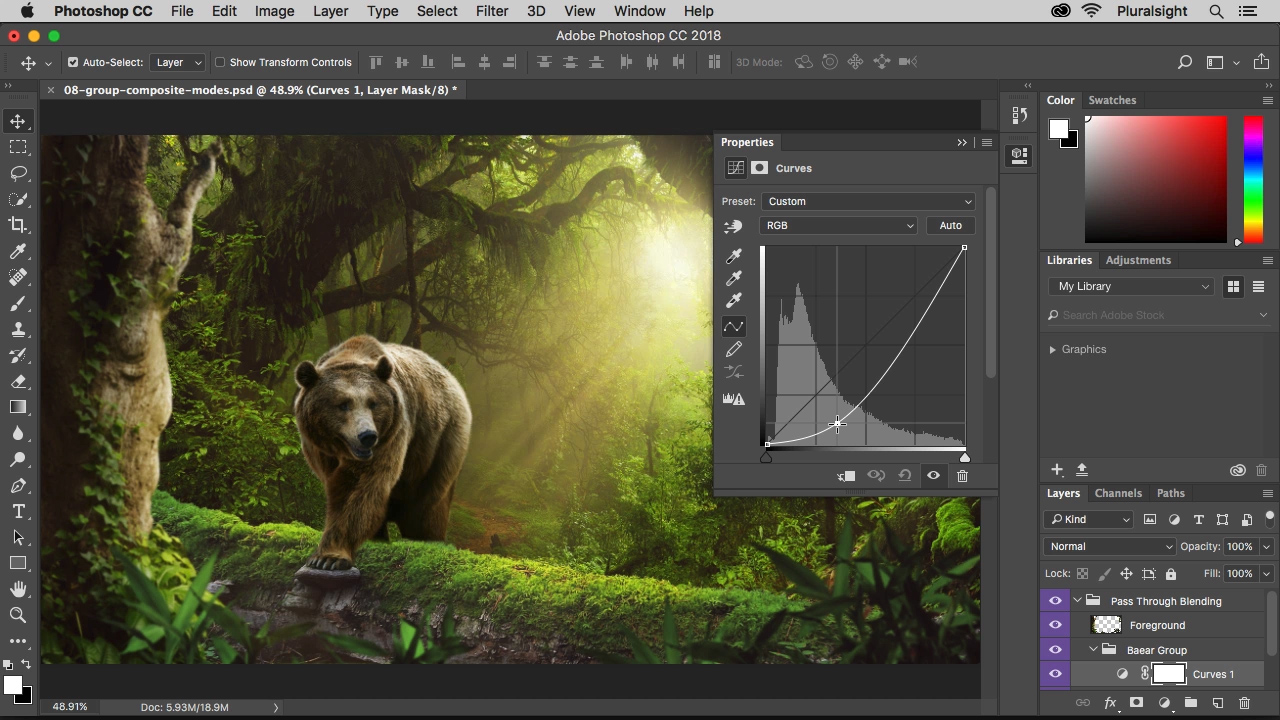 Photoshop CC File Edit Image Layer Type Select Filter 3D View Window Help Pluralsight
Adobe Photoshop CC 2018
Auto-Select: Layer Show Transform Controls 3D Mode:
08-group-composite-modes.psd @ 48.9% (Curves 1, Layer Mask/8) *
Color Swatches
Properties
Curves
Preset: Custom
RGB Auto
Libraries Adjustments
My Library
Search Adobe Stock
Graphics
Layers Channels Paths
Kind
Normal Opacity: 100%
Lock: Fill: 100%
Pass Through Blending
Foreground
Baear Group
Curves 1
48.91% Doc: 5.93M/18.9M